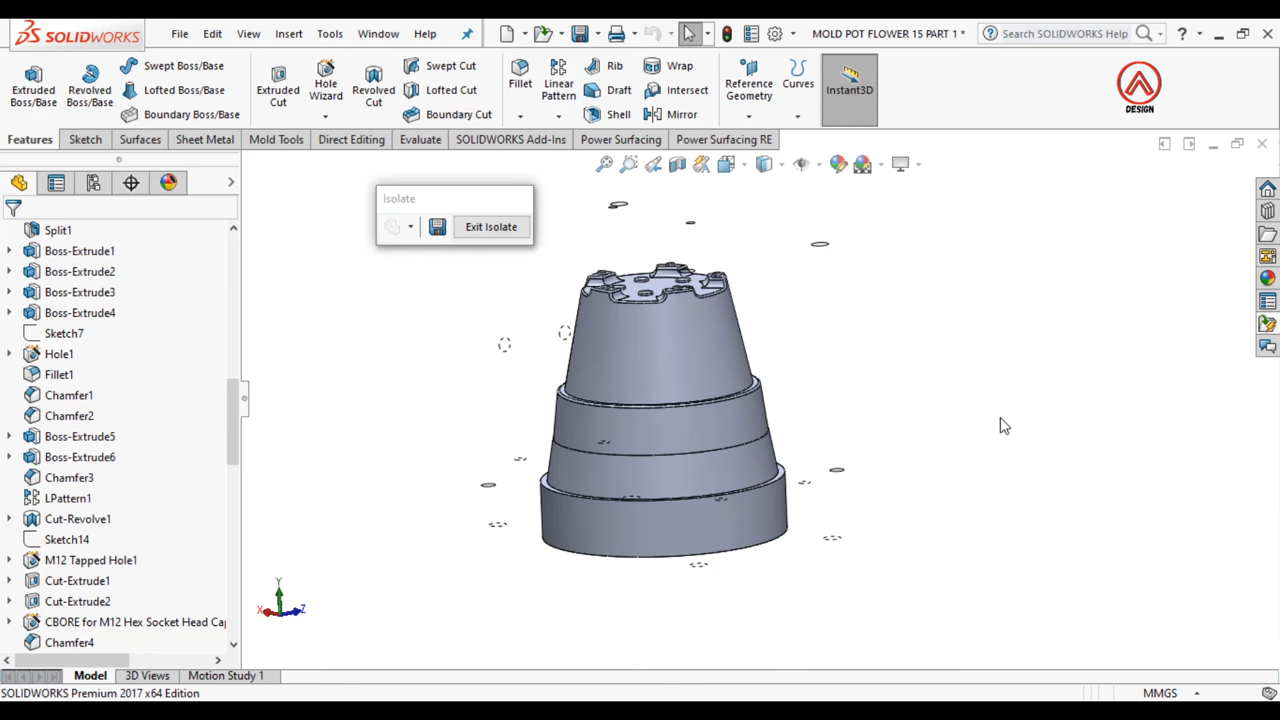 SOLIDWORKS File Edit View Insert Tools Window Help MOLD POT FLOWER 15 PART 1 * Search SOLIDWORKS Help ?
Extruded Boss/Base
Revolved Boss/Base
Swept Boss/Base
Lofted Boss/Base
Boundary Boss/Base
Extruded Cut
Hole Wizard
Revolved Cut
Swept Cut
Lofted Cut
Boundary Cut
Fillet
Linear Pattern
Rib
Draft
Shell
Wrap
Intersect
Mirror
Reference Geometry
Curves
Instant3D
DESIGN
Features Sketch Surfaces Sheet Metal Mold Tools Direct Editing Evaluate SOLIDWORKS Add-Ins Power Surfacing Power Surfacing RE
Isolate
Exit Isolate
Split1
Boss-Extrude1
Boss-Extrude2
Boss-Extrude3
Boss-Extrude4
Sketch7
Hole1
Fillet1
Chamfer1
Chamfer2
Boss-Extrude5
Boss-Extrude6
Chamfer3
LPattern1
Cut-Revolve1
Sketch14
M12 Tapped Hole1
Cut-Extrude1
Cut-Extrude2
CBORE for M12 Hex Socket Head Ca
Chamfer4
Y
X Z
Model 3D Views Motion Study 1
SOLIDWORKS Premium 2017 x64 Edition MMGS